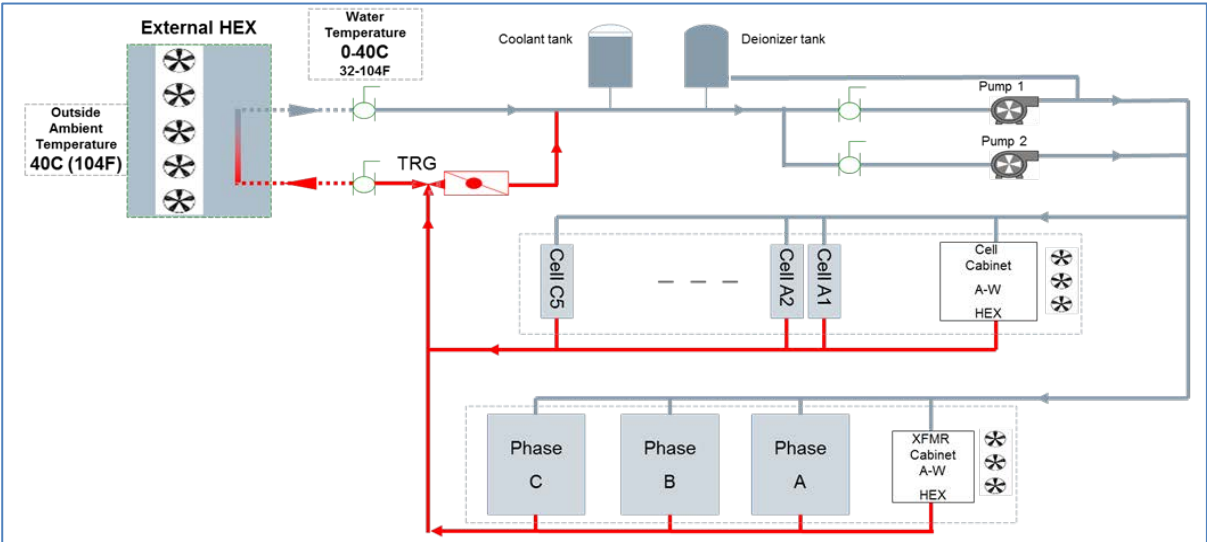 External HEX
Water
Temperature
0-40C
32-104F
Coolant tank
Deionizer tank
Outside
Ambient
Temperature
40C (104F)
TRG
Pump 1
Pump 2
Cell C5
Cell A2
Cell A1
Cell
Cabinet
A-W
HEX
Phase
C
Phase
B
Phase
A
XFMR
Cabinet
A-W
HEX